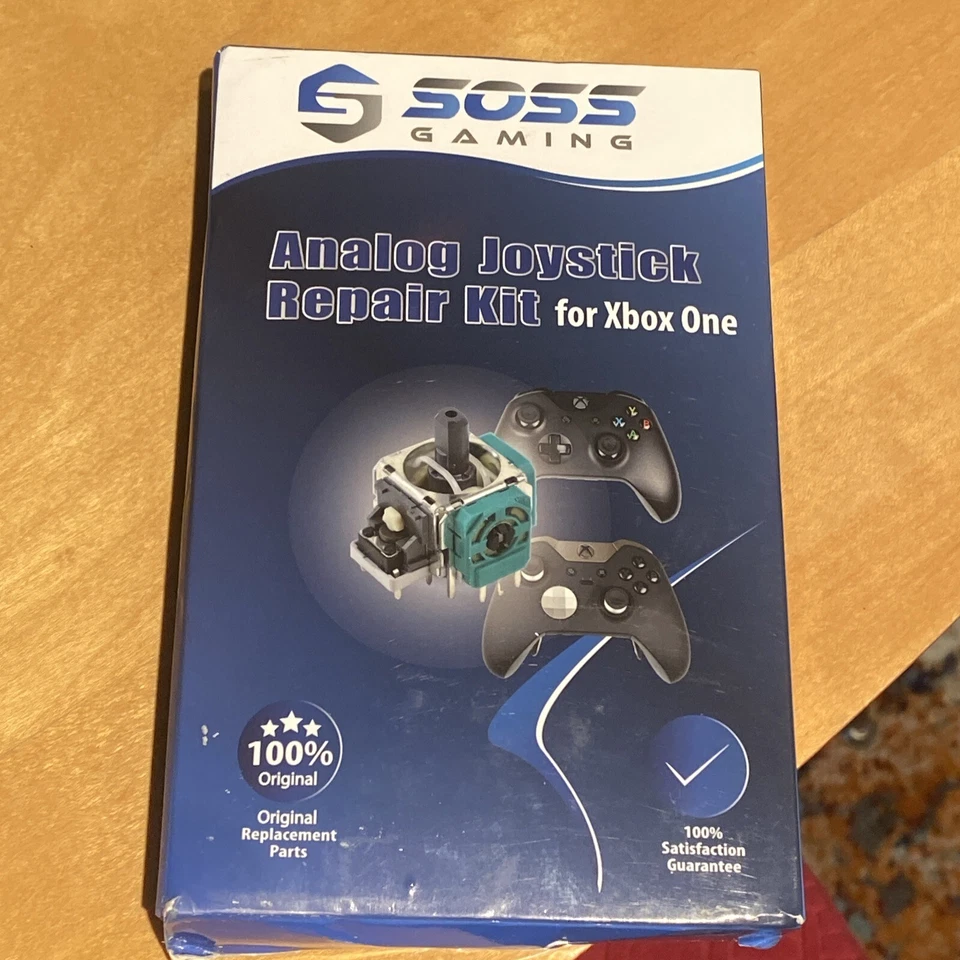 SOSS
GAMING
Analog Joystick
Repair Kit for Xbox One
Y
X B
A
100%
Original
Original
Replacement
Parts
100%
Satisfaction
Guarantee